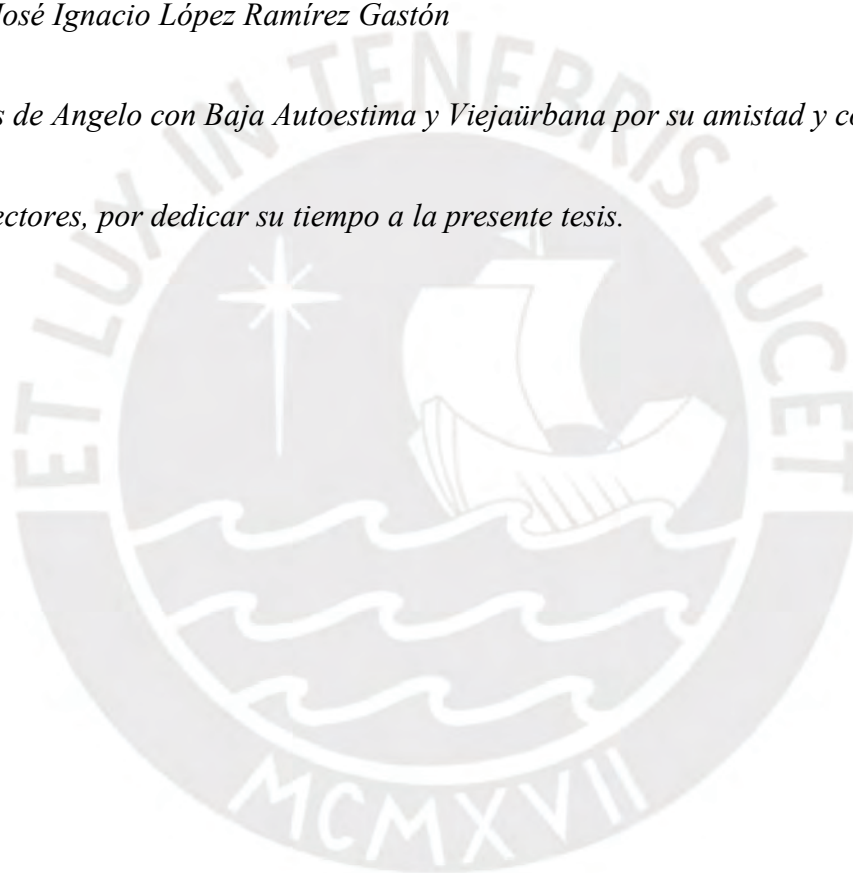 José Ignacio López Ramírez Gastón
s de Angelo con Baja Autoestima y Viejaürbana por su amistad y c
ectores, por dedicar su tiempo a la presente tesis.
ET LUX IN TENEBRIS LUCET
MCMXVII